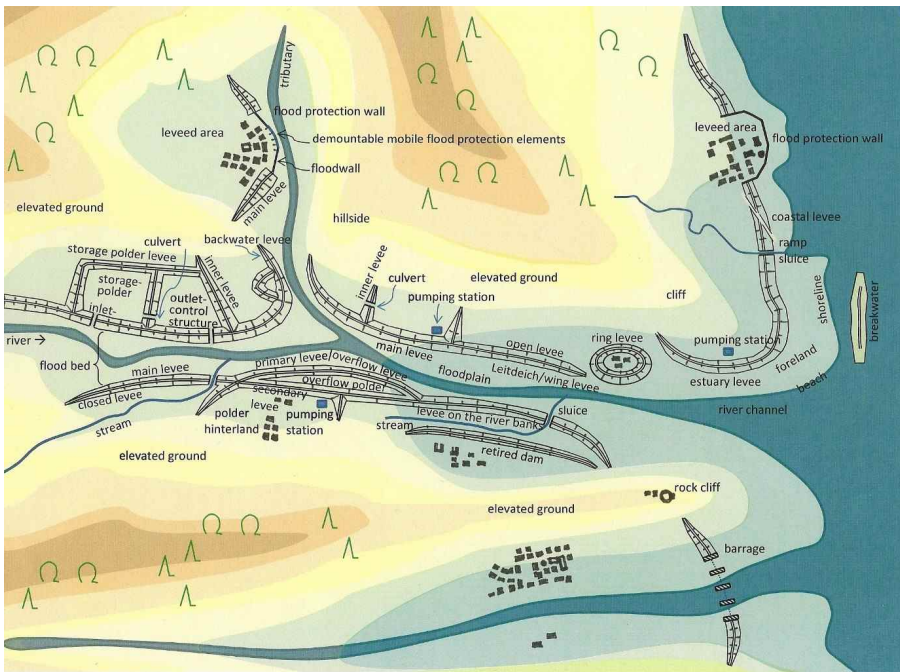 tributary
flood protection wall
leveed area
demountable mobile flood protection elements
floodwall
main levee
leveed area
flood protection wall
elevated ground
hillside
coastal levee
ramp
sluice
culvert
backwater levee
storage polder levee
inner levee
storage-
polder
outlet-
control
structure
inlet-
inner levee
culvert
elevated ground
pumping station
cliff
shoreline
breakwater
river →
main levee
open levee
ring levee
pumping station
foreland
beach
flood bed
main levee
closed levee
primary levee/overflow levee
overflow polder
secondary
levee
floodplain
Leitdeich/wing levee
estuary levee
river channel
polder
hinterland
pumping
station
stream
stream
levee on the river bank
sluice
retired dam
elevated ground
elevated ground
rock cliff
barrage